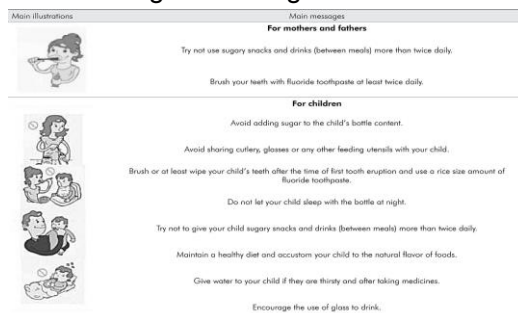 Main illustrations Main messages
For mothers and fathers
Try not use sugary snacks and drinks (between meals) more than twice daily.
Brush your teeth with fluoride toothpaste at least twice daily.
For children
Avoid adding sugar to the child's bottle content.
Avoid sharing cutlery, glasses or any other feeding utensils with your child.
Brush or at least wipe your child's teeth after the time of first tooth eruption and use a rice size amount of
fluoride toothpaste.
Do not let your child sleep with the bottle at night.
Try not to give your child sugary snacks and drinks (between meals) more than twice daily.
Maintain a healthy diet and accustom your child to the natural flavor of foods.
Give water to your child if they are thirsty and after taking medicines.
Encourage the use of glass to drink.